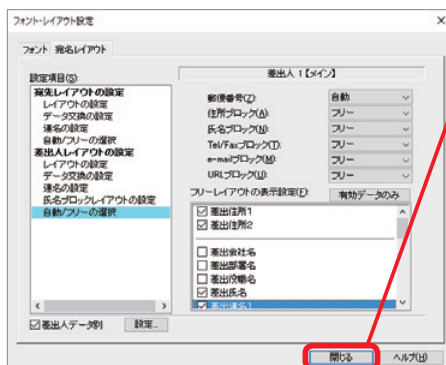 フォント・レイアウト設定
フォント 宛名レイアウト
設定項目(S):
宛先レイアウトの設定
レイアウトの設定
データ交換の設定
連名の設定
自動/フリーの選択
差出人レイアウトの設定
レイアウトの設定
データ交換の設定
連名の設定
氏名ブロックレイアウトの設定
自動/フリーの選択
差出人データ別 設定...
差出人1【メイン】
郵便番号(Z): 自動
住所ブロック(A): フリー
氏名ブロック(N): フリー
Tel/Faxブロック(T): フリー
e-mailブロック(M): フリー
URLブロック(U): フリー
フリーレイアウトの表示設定(F): 有効データのみ
差出住所1
差出住所2
差出会社名
差出部署名
差出役職名
差出氏名
差出連名1
閉じる ヘルプ(H)